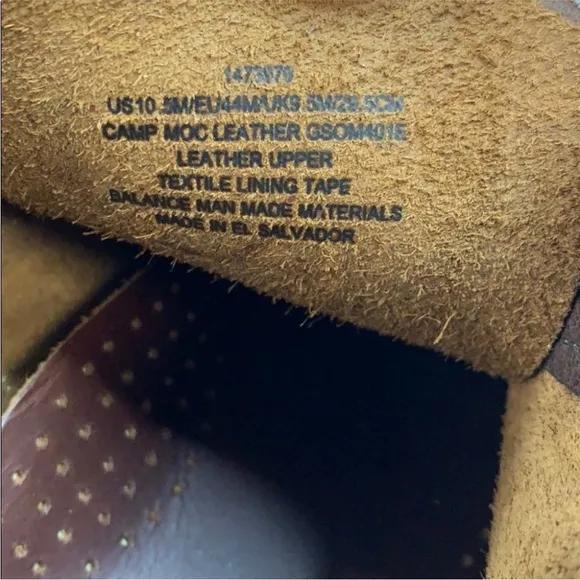 1473679
US10.5M/EU44M/UK9.5M/28.5CM
CAMP MOC LEATHER GSOM401E
LEATHER UPPER
TEXTILE LINING TAPE
BALANCE MAN MADE MATERIALS
MADE IN EL SALVADOR